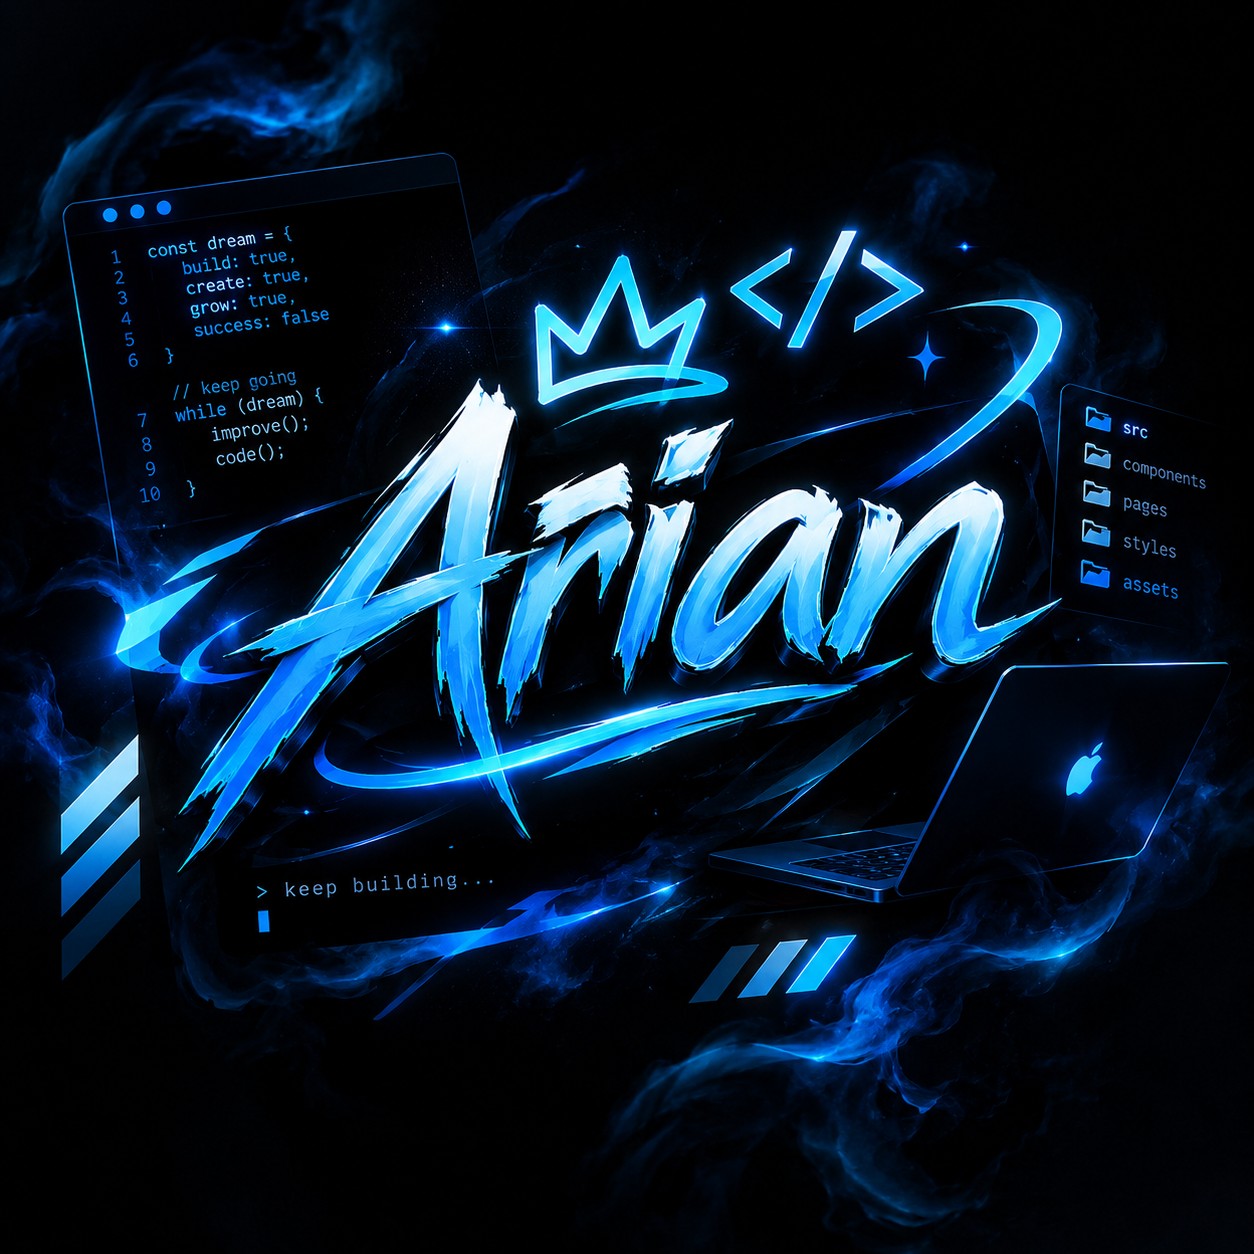 1 const dream = {
2 build: true,
3 create: true,
4 grow: true,
5 success: false
6 }
// keep going
7 while (dream) {
8 improve();
9 code();
10 }
</>
Arian
src
components
pages
styles
assets
> keep building...